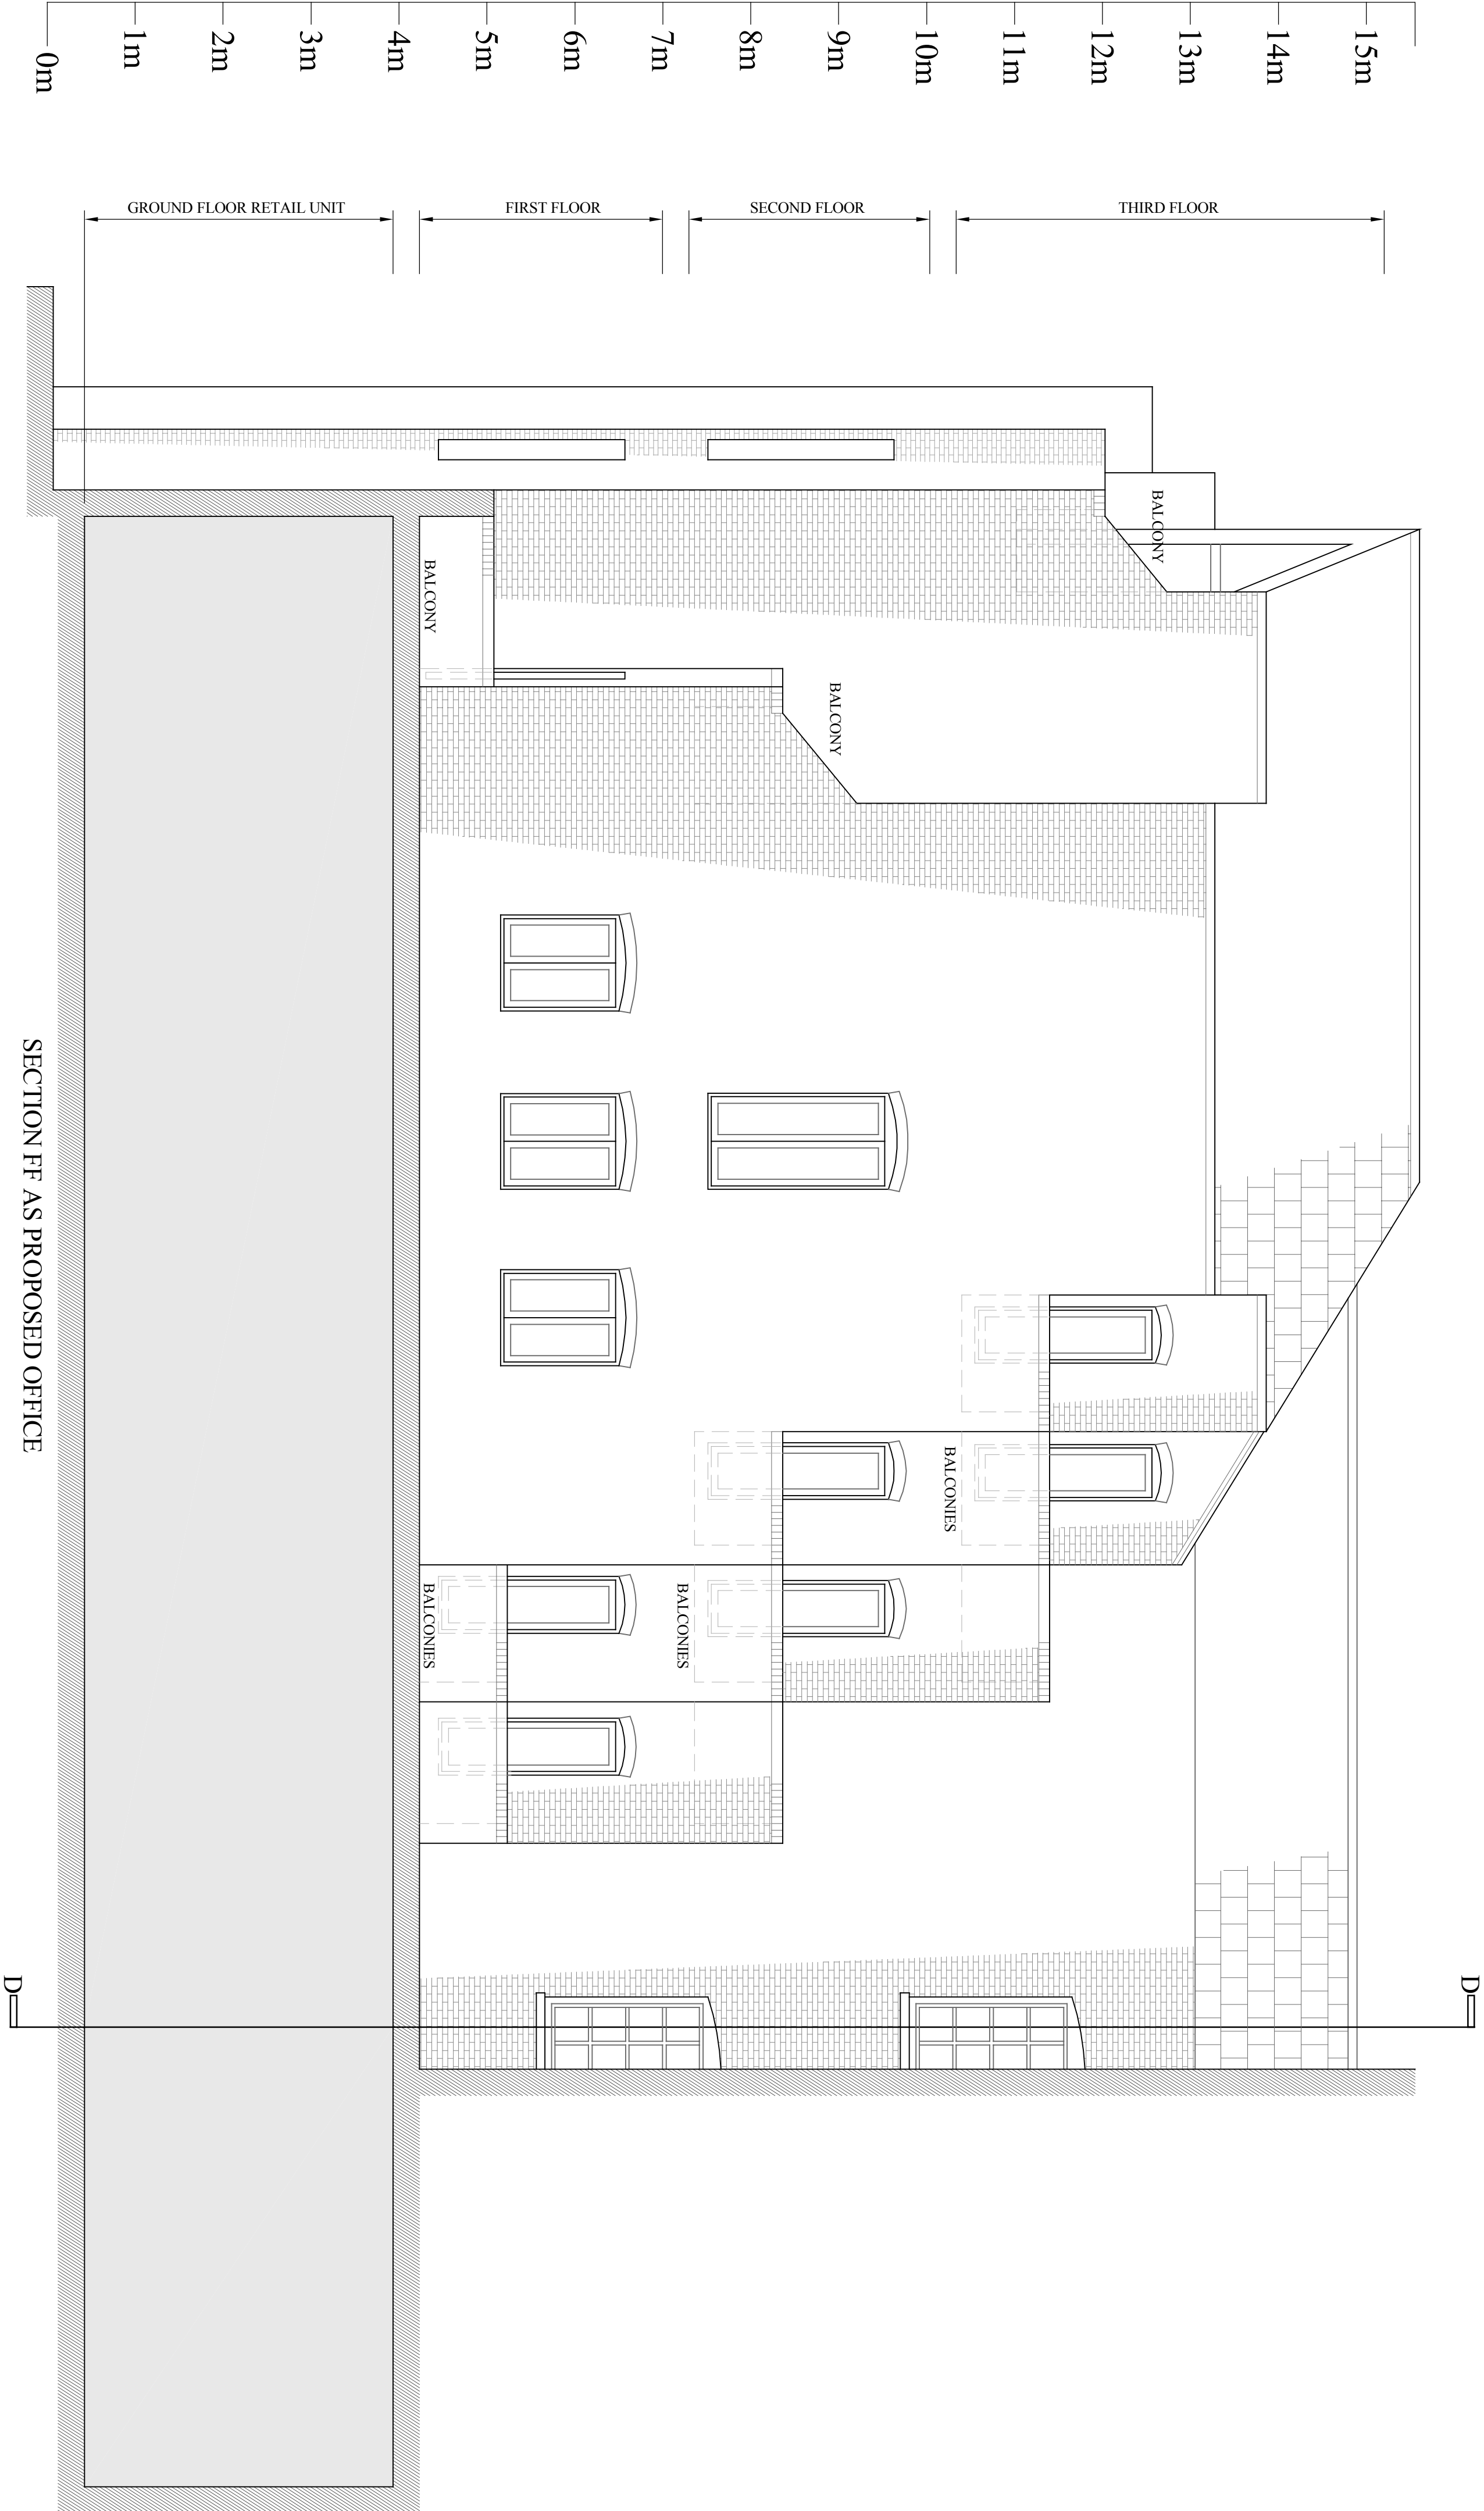 0m
1m
2m
3m
4m
5m
6m
7m
8m
9m
10m
11m
12m
13m
14m
15m
GROUND FLOOR RETAIL UNIT
FIRST FLOOR
SECOND FLOOR
THIRD FLOOR
BALCONY
BALCONY
BALCONY
BALCONIES
BALCONIES
BALCONIES
D
D
SECTION FF AS PROPOSED OFFICE